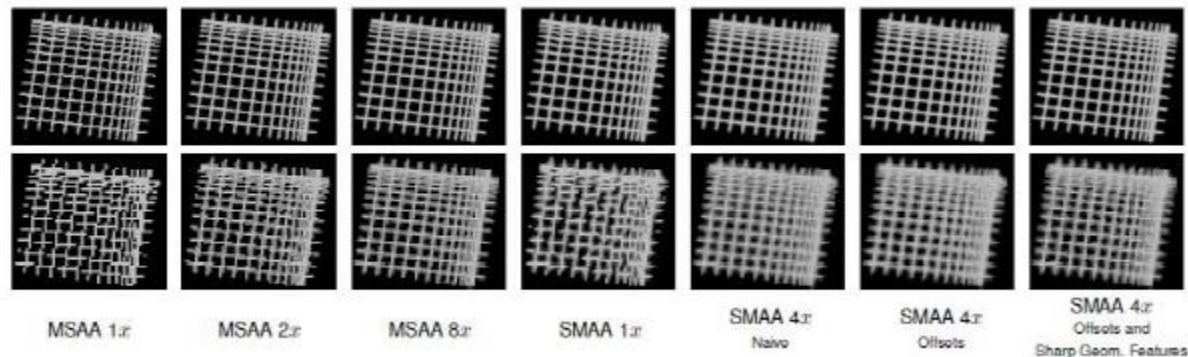 MSAA 1x
MSAA 2x
MSAA 8x
SMAA 1x
SMAA 4x
Naive
SMAA 4x
Offsets
SMAA 4x
Offsets and
Sharp Geom. Features